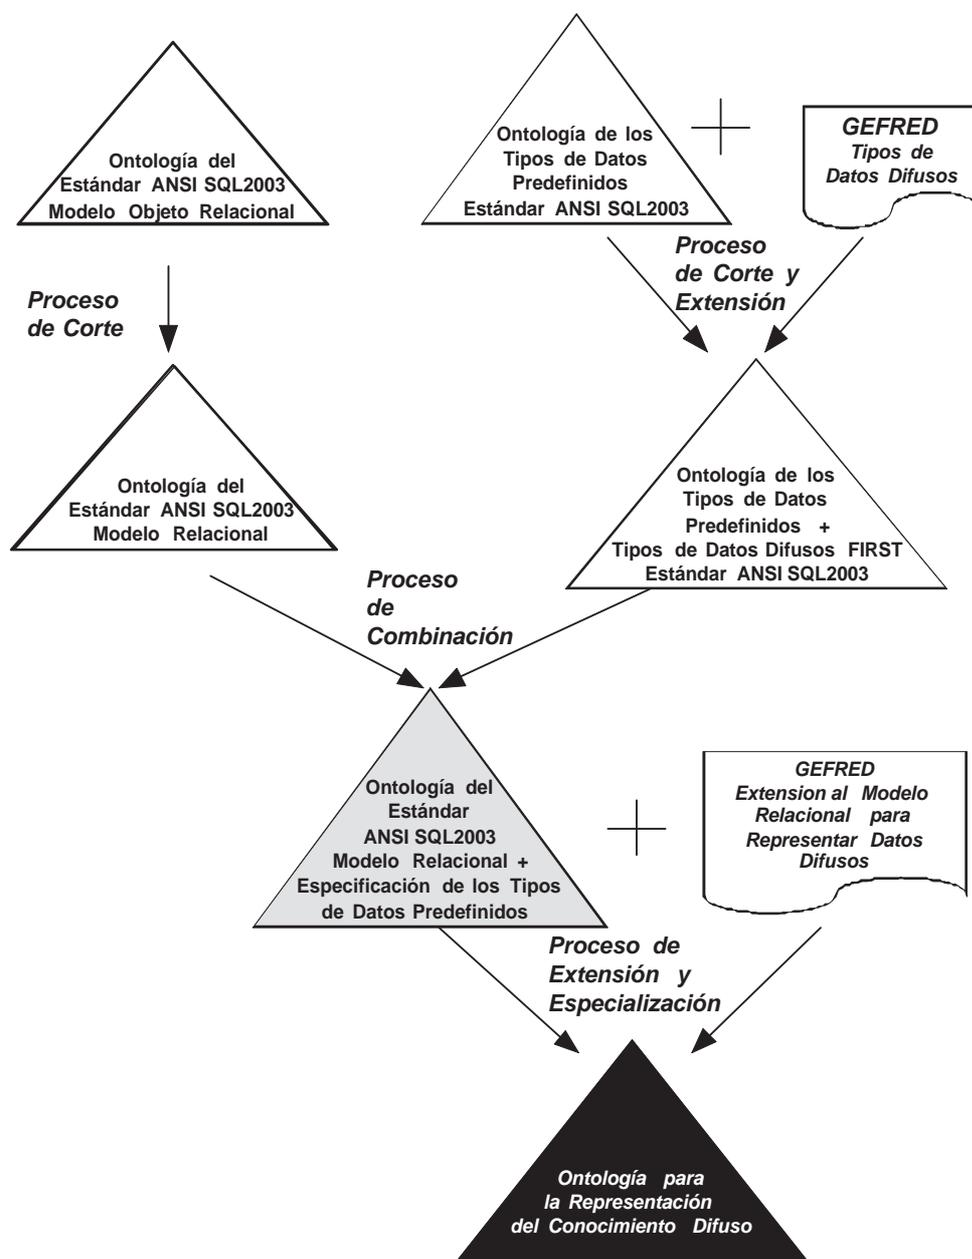 Ontología del
Estándar ANSI SQL2003
Modelo Objeto Relacional
Ontología de los
Tipos de Datos
Predefinidos
Estándar ANSI SQL2003
GEFRED
Tipos de
Datos Difusos
Proceso
de Corte
Proceso
de Corte y
Extensión
Ontología del
Estándar ANSI SQL2003
Modelo Relacional
Ontología de los
Tipos de Datos
Predefinidos +
Tipos de Datos Difusos FIRST
Estándar ANSI SQL2003
Proceso
de
Combinación
Ontología del
Estándar
ANSI SQL2003
Modelo Relacional +
Especificación de los Tipos
de Datos Predefinidos
GEFRED
Extension al Modelo
Relacional para
Representar Datos
Difusos
Proceso de
Extensión y
Especialización
Ontología para
la Representación
del Conocimiento Difuso